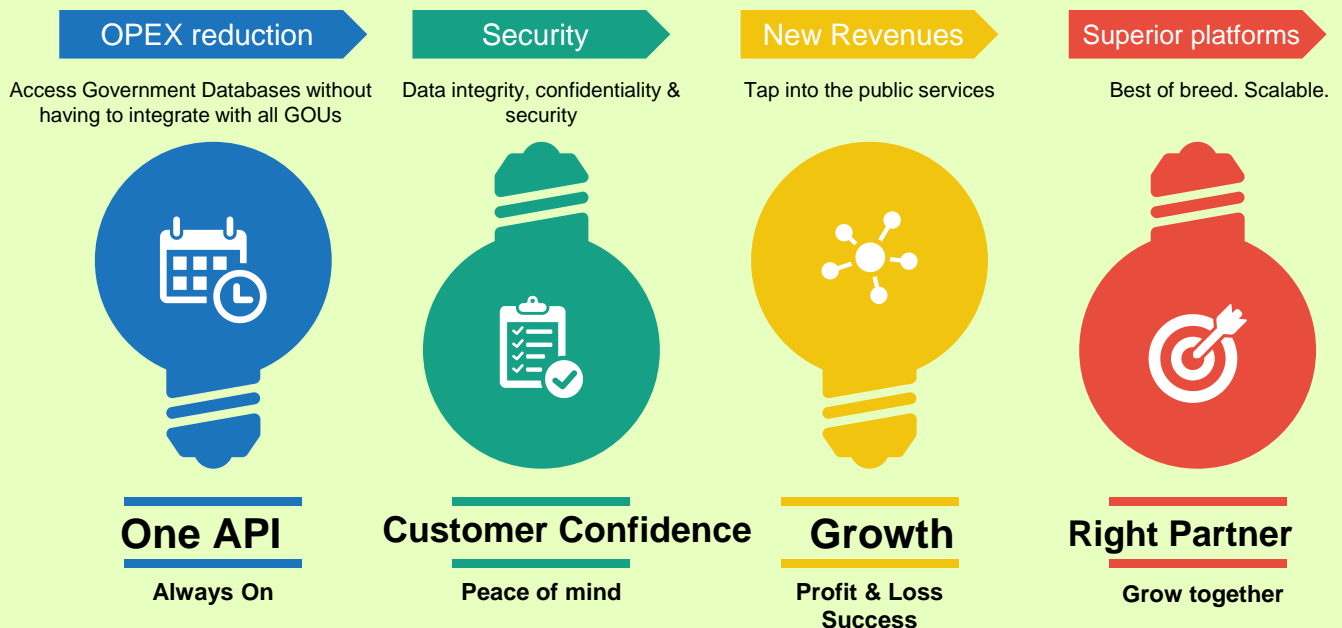 OPEX reduction
Access Government Databases without
having to integrate with all GOUs
One API
Always On
Security
Data integrity, confidentiality &
security
Customer Confidence
Peace of mind
New Revenues
Tap into the public services
Growth
Profit & Loss
Success
Superior platforms
Best of breed. Scalable.
Right Partner
Grow together